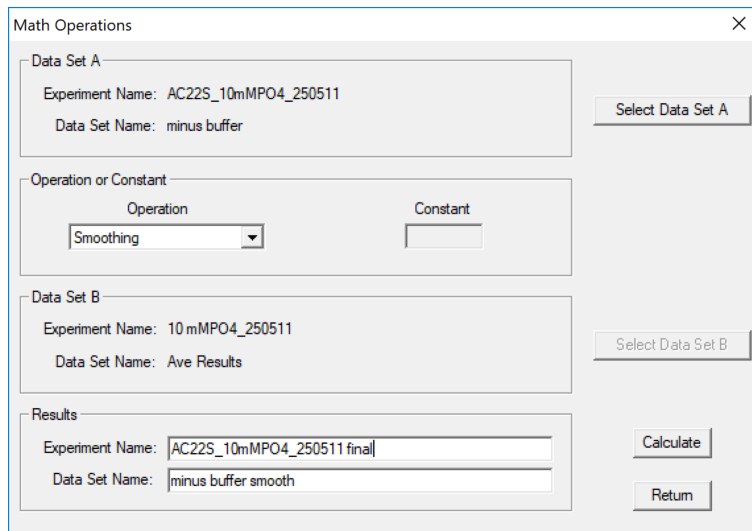 Math Operations
Data Set A
Experiment Name: AC22S_10mMPO4_250511
Select Data Set A
Data Set Name: minus buffer
Operation or Constant
Operation Constant
Smoothing
Data Set B
Experiment Name: 10 mMPO4_250511
Select Data Set B
Data Set Name: Ave Results
Results
Experiment Name: AC22S_10mMPO4_250511 final
Calculate
Data Set Name: minus buffer smooth
Return